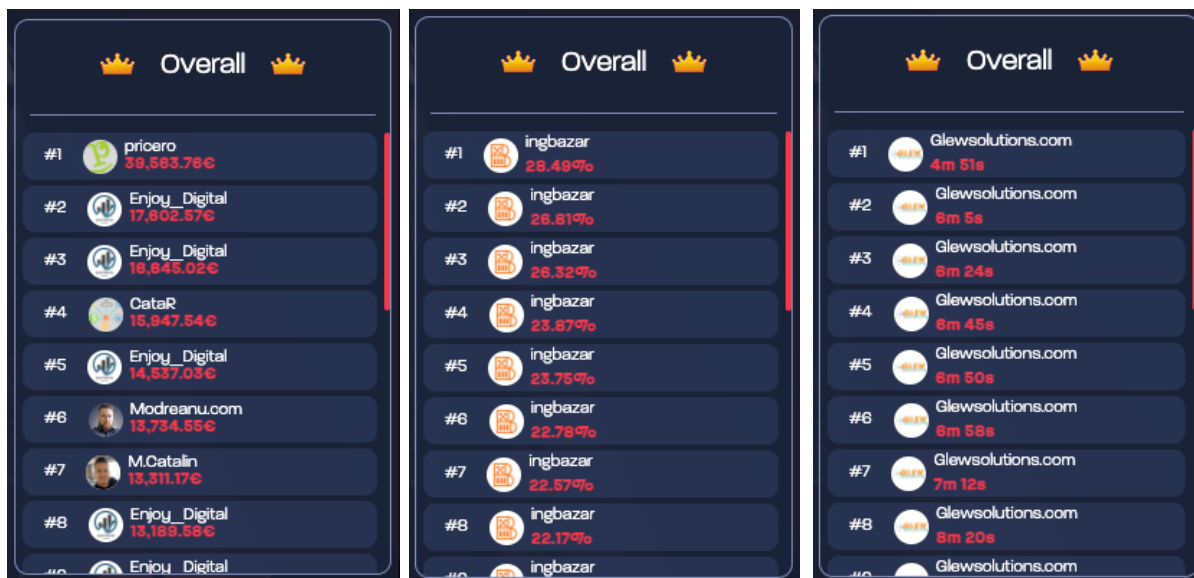 Overall
#1
pricero
39,563.76€
#2
Enjoy_Digital
17,602.57€
#3
Enjoy_Digital
16,645.02€
#4
CataR
15,947.54€
#5
Enjoy_Digital
14,537.03€
#6
Modreanu.com
13,734.55€
#7
M.Catalin
13,311.17€
#8
Enjoy_Digital
13,189.58€
Enjoy_Digital
Overall
#1
ingbazar
28.49%
#2
ingbazar
26.81%
#3
ingbazar
26.32%
#4
ingbazar
23.87%
#5
ingbazar
23.75%
#6
ingbazar
22.78%
#7
ingbazar
22.57%
#8
ingbazar
22.17%
ingbazar
Overall
#1
Glewsolutions.com
4m 51s
#2
Glewsolutions.com
6m 5s
#3
Glewsolutions.com
6m 24s
#4
Glewsolutions.com
6m 45s
#5
Glewsolutions.com
6m 50s
#6
Glewsolutions.com
6m 58s
#7
Glewsolutions.com
7m 12s
#8
Glewsolutions.com
8m 20s
Glewsolutions.com